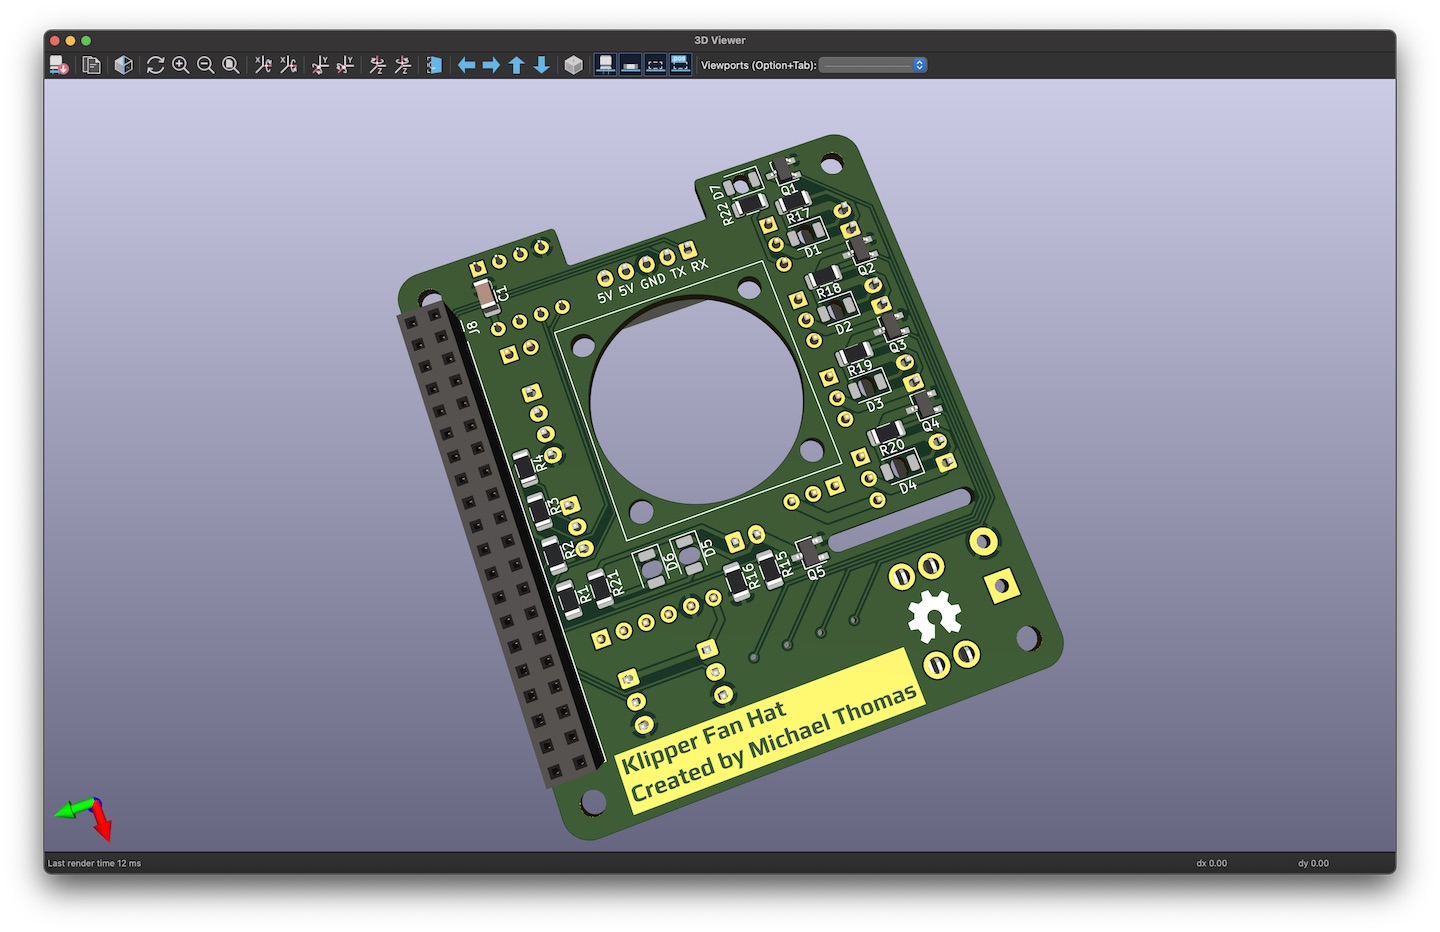 3D Viewer
Viewports (Option+Tab):
D7
Q1
R22
R17
D1
Q2
5V 5V GND TX RX
R18
C1
D2
J8
Q3
R19
D3
Q4
R20
R4
D4
R3
R2
D5
D6
R15
Q5
R16
R21
R1
Klipper Fan Hat
Created by Michael Thomas
Last render time 12 ms
dx 0.00
dy 0.00